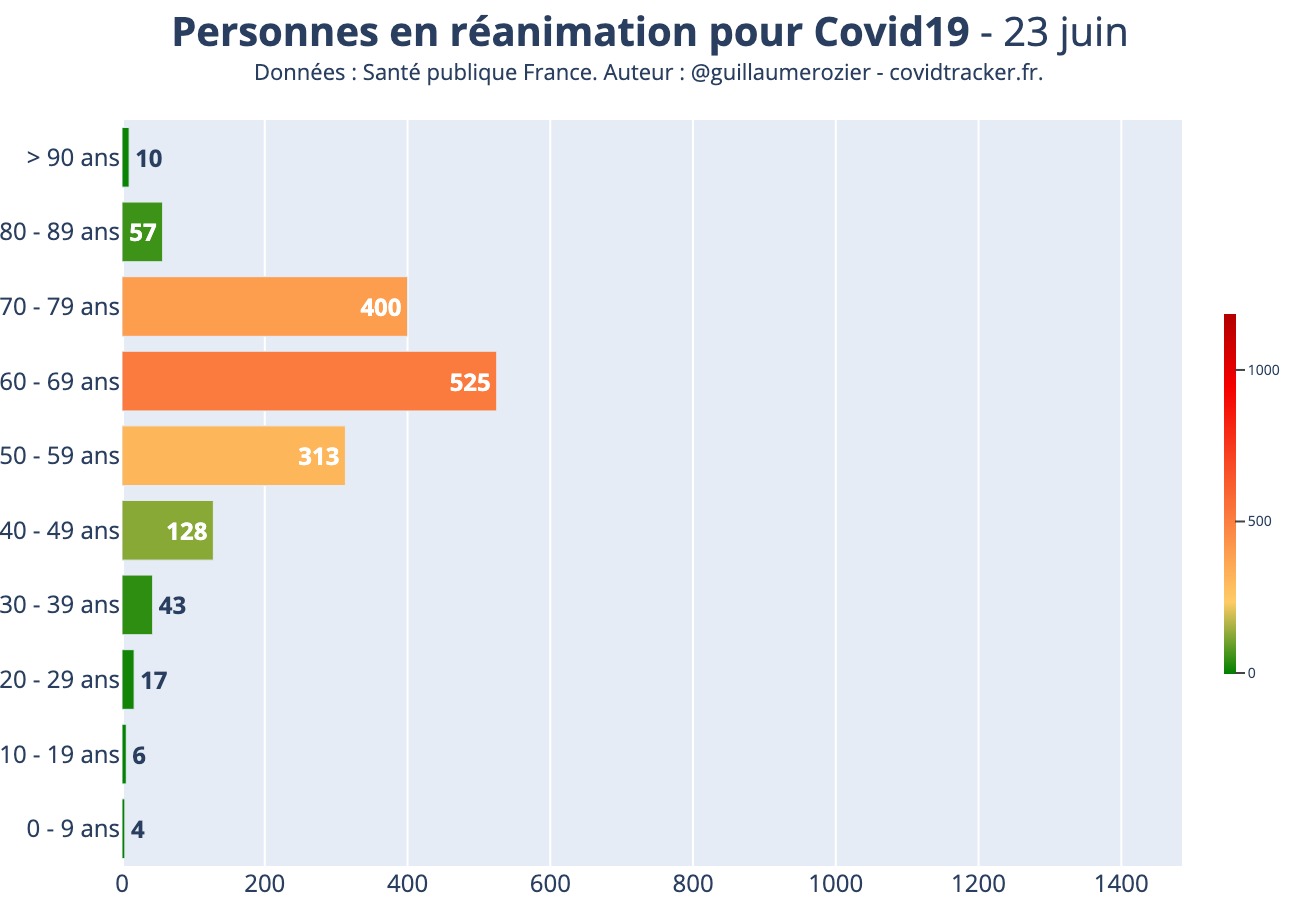 Personnes en réanimation pour Covid19 - 23 juin
Données : Santé publique France. Auteur : @guillaumerozier - covidtracker.fr.
> 90 ans 10
80 - 89 ans 57
70 - 79 ans 400
60 - 69 ans 525
50 - 59 ans 313
40 - 49 ans 128
30 - 39 ans 43
20 - 29 ans 17
10 - 19 ans 6
0 - 9 ans 4
0 200 400 600 800 1000 1200 1400
1000
500
0